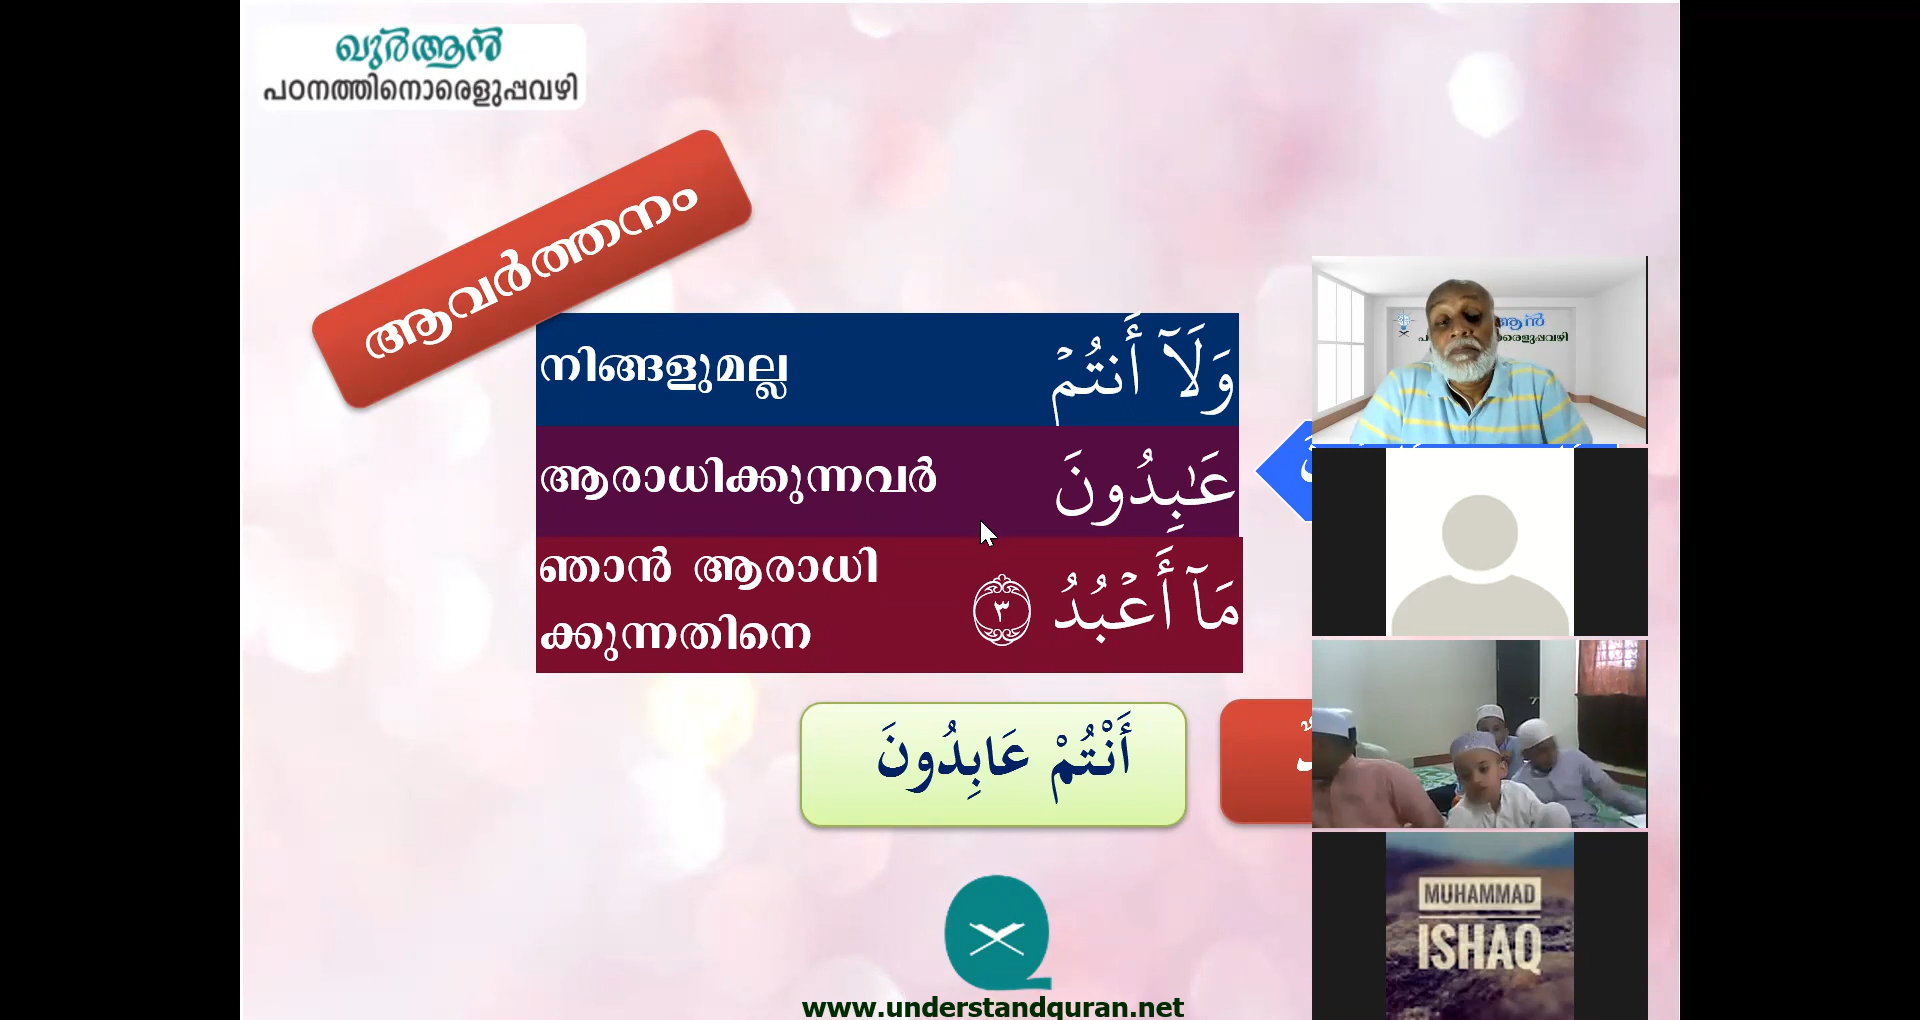 ഖുർആൻ
പഠനത്തിനൊരെളുപ്പവഴി
ആവർത്തനം
നിങ്ങളുമല്ല وَلَآ أَنتُمْ
ആരാധിക്കുന്നവർ عَـٰبِدُونَ
ഞാൻ ആരാധി
ക്കുന്നതിനെ مَآ أَعْبُدُ ٣
أَنْتُمْ عَابِدُونَ
www.understandquran.net
MUHAMMAD
ISHAQ